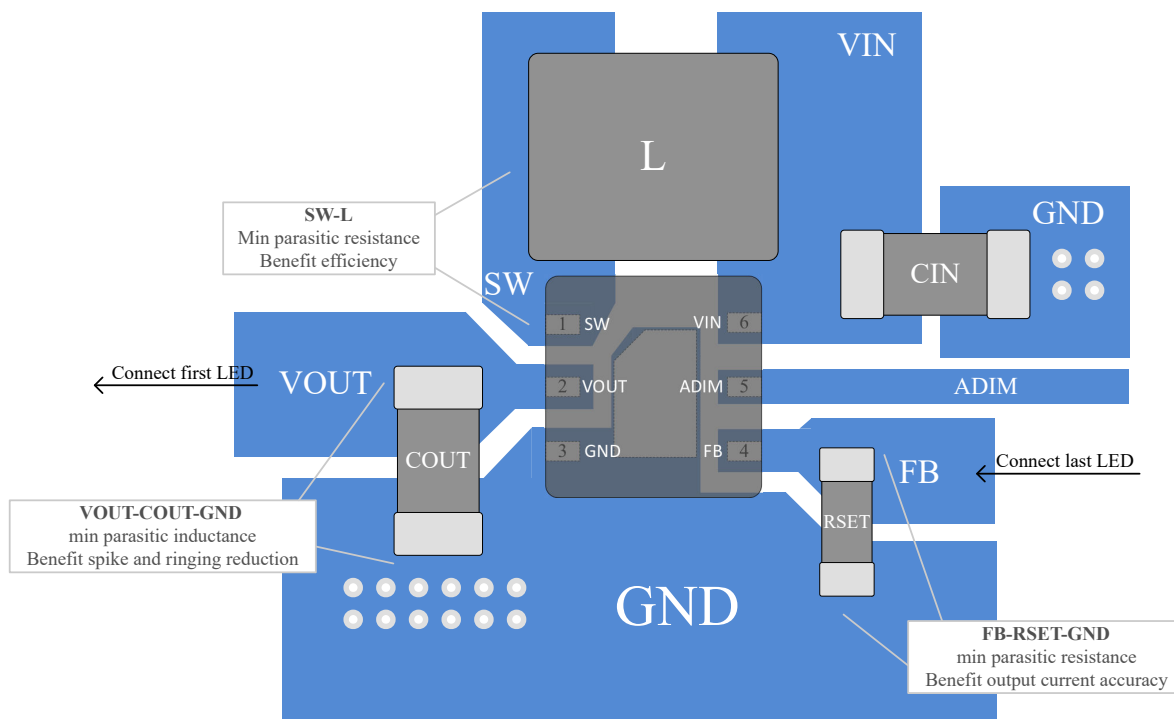 VIN
L
GND
SW-L
Min parasitic resistance
Benefit efficiency
CIN
SW
1 SW
VIN 6
Connect first LED
VOUT
2 VOUT
ADIM 5
ADIM
3 GND
FB 4
COUT
FB
Connect last LED
VOUT-COUT-GND
min parasitic inductance
Benefit spike and ringing reduction
RSET
GND
FB-RSET-GND
min parasitic resistance
Benefit output current accuracy